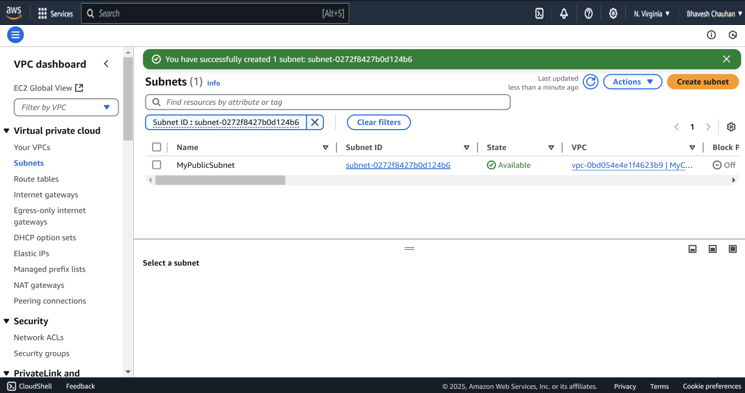 aws
Services
Search
[Alt+S]
N. Virginia
Bhavesh Chauhan
VPC dashboard
EC2 Global View
Filter by VPC
Virtual private cloud
Your VPCs
Subnets
Route tables
Internet gateways
Egress-only internet
gateways
DHCP option sets
Elastic IPs
Managed prefix lists
NAT gateways
Peering connections
Security
Network ACLs
Security groups
PrivateLink and
You have successfully created 1 subnet: subnet-0272f8427b0d124b6
Subnets (1) Info
Last updated
less than a minute ago
Actions
Create subnet
Find resources by attribute or tag
Subnet ID : subnet-0272f8427b0d124b6
Clear filters
1
Name
Subnet ID
State
VPC
Block P
MyPublicSubnet
subnet-0272f8427b0d124b6
Available
vpc-0bd054e4e1f4623b9 | MyC...
Off
Select a subnet
CloudShell
Feedback
© 2025, Amazon Web Services, Inc. or its affiliates.
Privacy
Terms
Cookie preferences